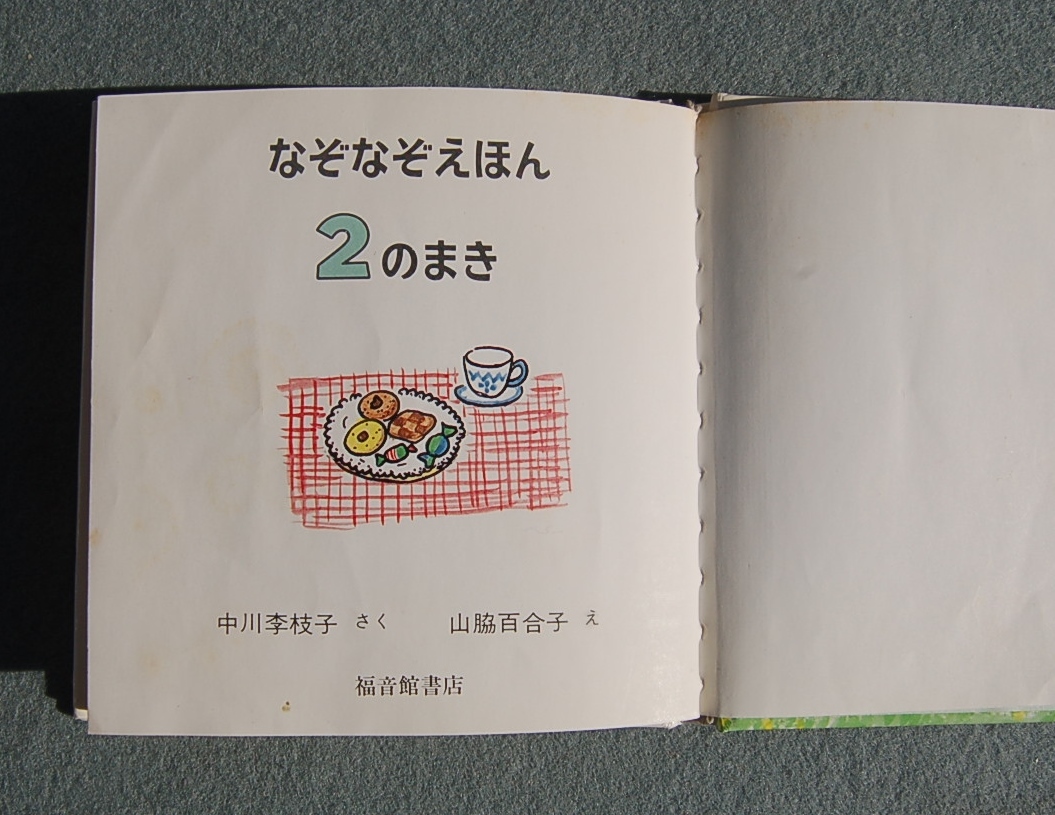 なぞなぞえほん
2のまき
中川李枝子 さく 山脇百合子 え
福音館書店